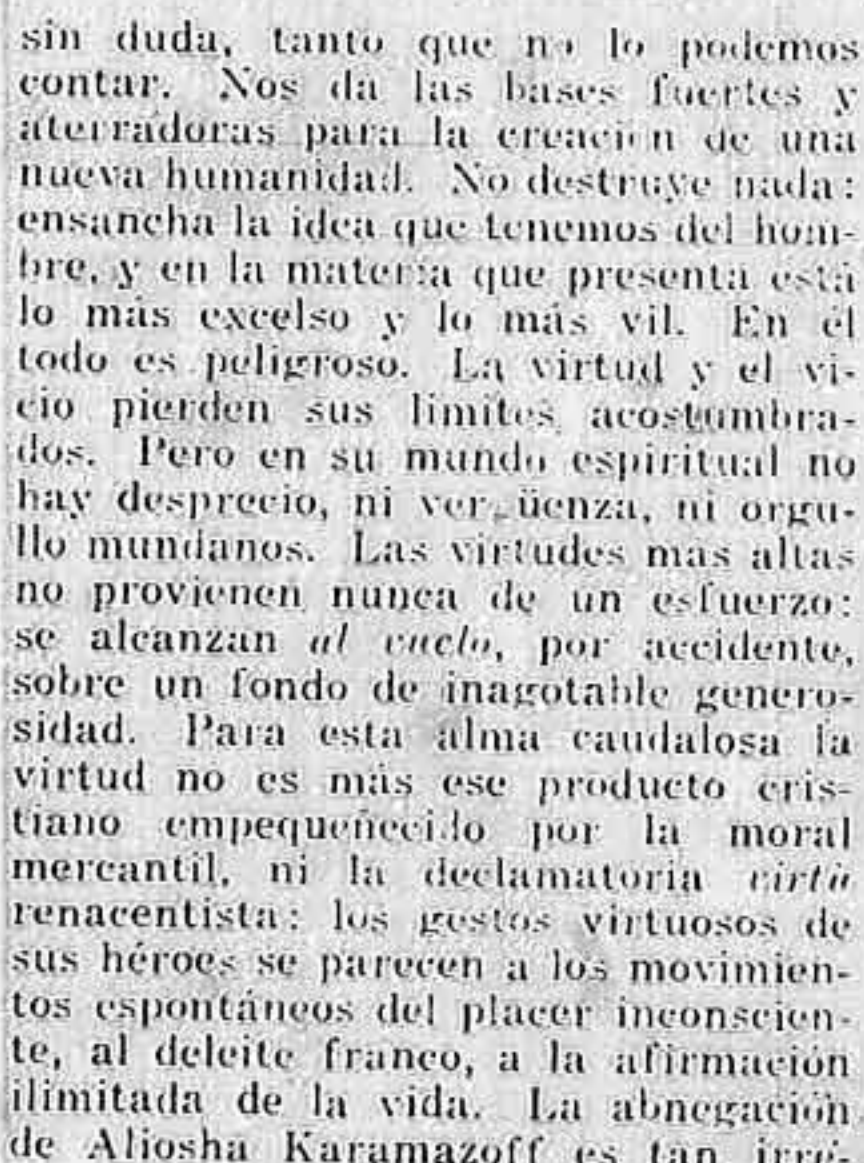 sin duda, tanto que no lo podemos
contar. Nos da las bases fuertes y
aterradoras para la creación de una
nueva humanidad. No destruye nada:
ensancha la idea que tenemos del hom-
bre, y en la materia que presenta está
lo más excelso y lo más vil. En él
todo es peligroso. La virtud y el vi-
cio pierden sus límites acostumbra-
dos. Pero en su mundo espiritual no
hay desprecio, ni vergüenza, ni orgu-
llo mundanos. Las virtudes más altas
no provienen nunca de un esfuerzo:
se alcanzan al vuelo, por accidente,
sobre un fondo de inagotable genero-
sidad. Para esta alma caudalosa la
virtud no es más ese producto cris-
tiano empequeñecido por la moral
mercantil, ni la declamatoria virtù
renacentista: los gestos virtuosos de
sus héroes se parecen a los movimien-
tos espontáneos del placer inconscien-
te, al deleite franco, a la afirmación
ilimitada de la vida. La abnegación
de Aliosha Karamazoff es tan irre-